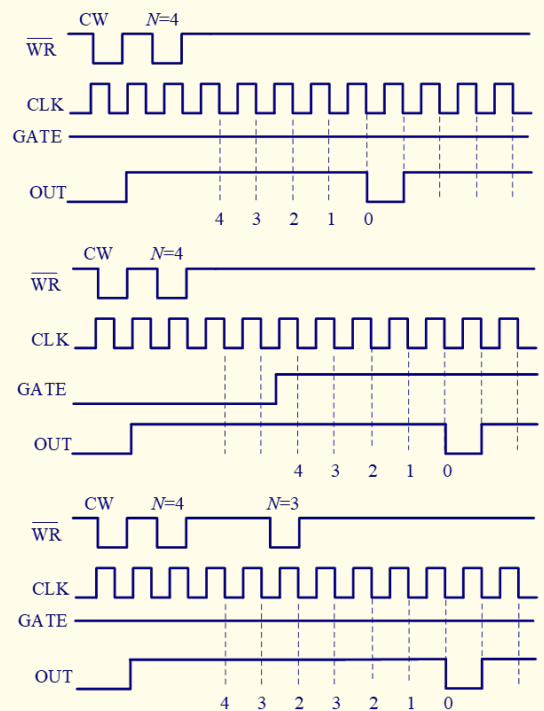 CW N=4
WR
CLK
GATE
OUT
4 3 2 1 0
CW N=4
WR
CLK
GATE
OUT
4 3 2 1 0
CW N=4 N=3
WR
CLK
GATE
OUT
4 3 2 3 2 1 0